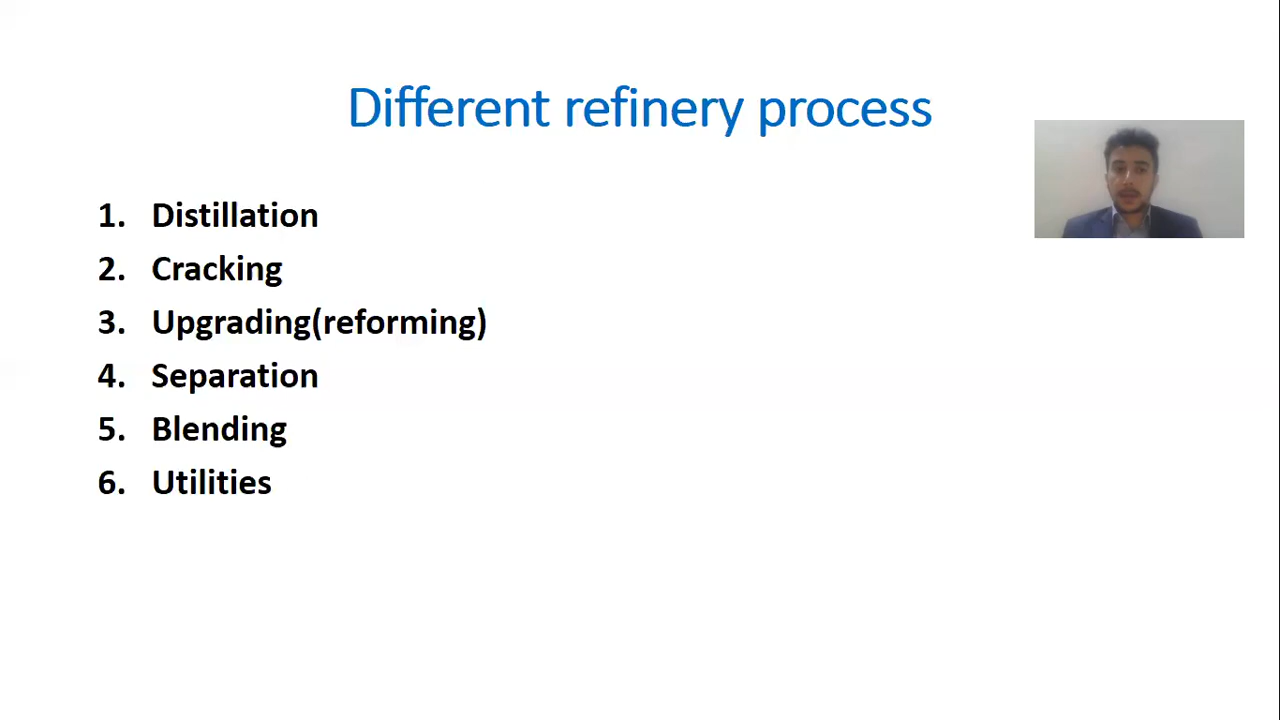 Different refinery process
1. Distillation
2. Cracking
3. Upgrading(reforming)
4. Separation
5. Blending
6. Utilities